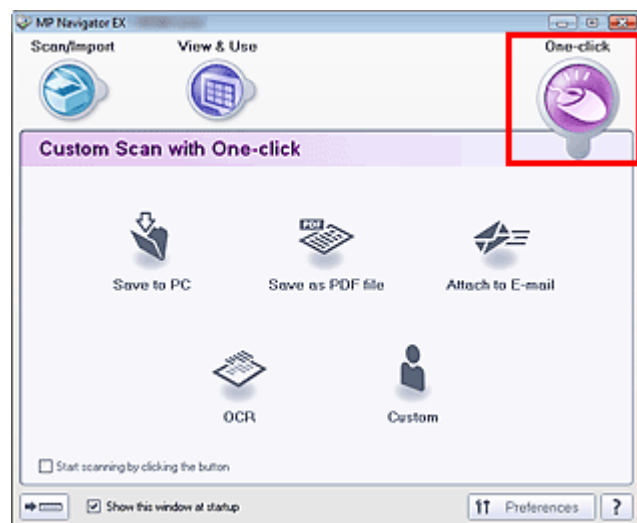 MP Navigator EX
Scan/Import View & Use One-click
Custom Scan with One-click
PDF
Save to PC Save as PDF file Attach to E-mail
OCR Custom
Start scanning by clicking the button
Show this window at startup Preferences ?